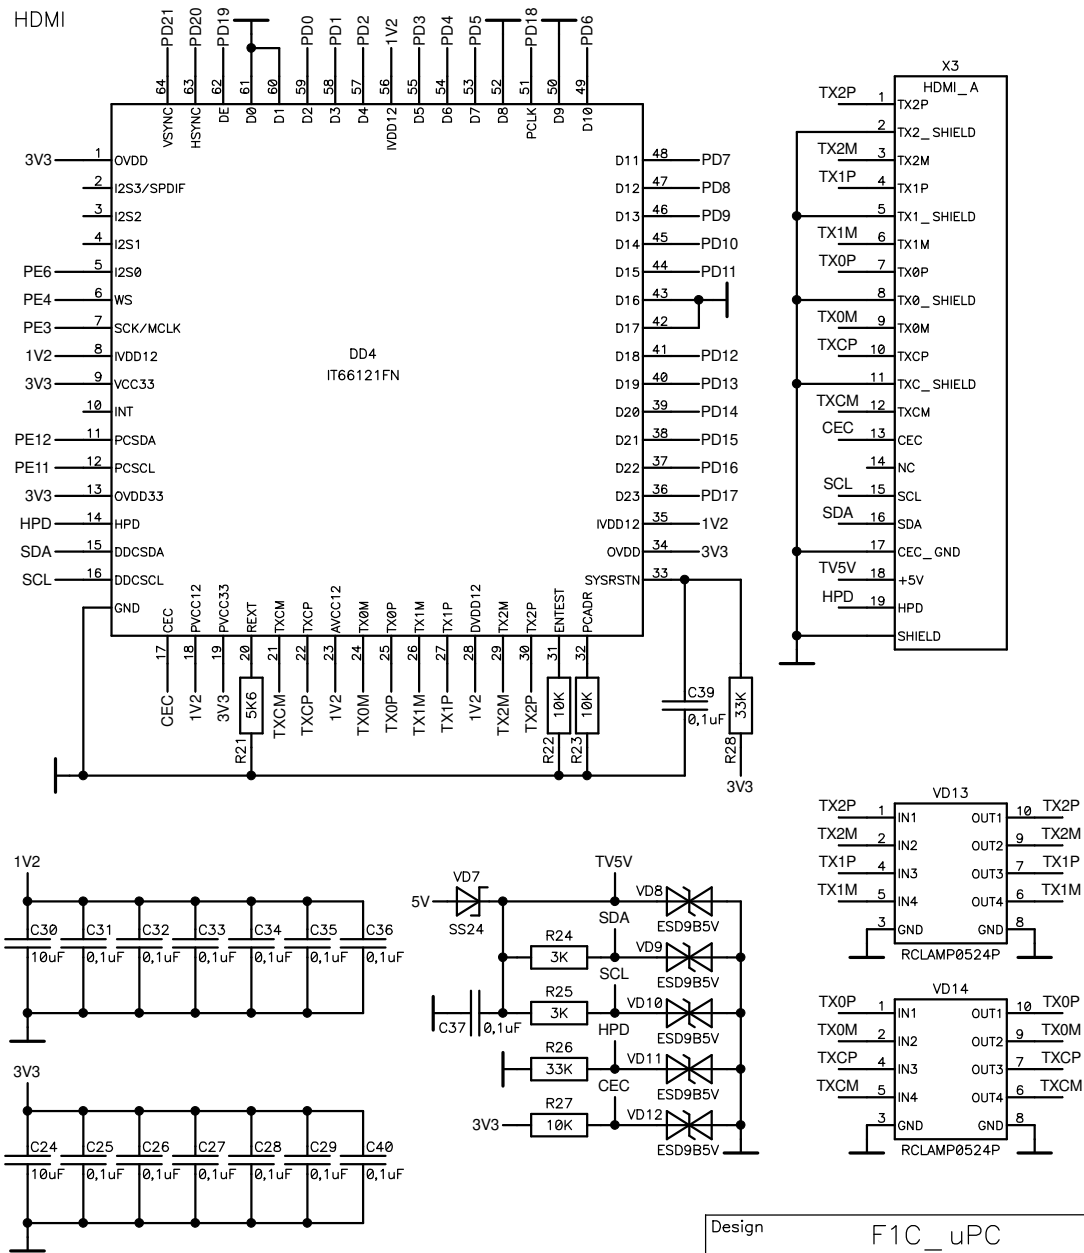 HDMI
PD21 PD20 PD19 PD0 PD1 PD2 1V2 PD3 PD4 PD5 PD18 PD6
64 63 62 61 60 59 58 57 56 55 54 53 52 51 50 49
VSYNC HSYNC DE D0 D1 D2 D3 D4 IVDD12 D5 D6 D7 D8 PCLK D9 D10
3V3 1 OVDD
2 I2S3/SPDIF
3 I2S2
4 I2S1
PE6 5 I2S0
PE4 6 WS
PE3 7 SCK/MCLK
1V2 8 IVDD12
3V3 9 VCC33
10 INT
PE12 11 PCSDA
PE11 12 PCSCL
3V3 13 OVDD33
HPD 14 HPD
SDA 15 DDCSDA
SCL 16 DDCSCL
GND
DD4
IT66121FN
D11 48 PD7
D12 47 PD8
D13 46 PD9
D14 45 PD10
D15 44 PD11
D16 43
D17 42
D18 41 PD12
D19 40 PD13
D20 39 PD14
D21 38 PD15
D22 37 PD16
D23 36 PD17
IVDD12 35 1V2
OVDD 34 3V3
SYSRSTN 33
CEC PVCC12 PVCC33 REXT TXCM TXCP AVCC12 TX0M TX0P TX1M TX1P DVDD12 TX2M TX2P ENTEST PCADR
17 18 19 20 21 22 23 24 25 26 27 28 29 30 31 32
CEC 1V2 3V3 5K6 TXCM TXCP 1V2 TX0M TX0P TX1M TX1P 1V2 TX2M TX2P 10K 10K
R21 R22 R23
C39
0,1uF
33K
R28
3V3
X3
HDMI_A
TX2P 1 TX2P
2 TX2_SHIELD
TX2M 3 TX2M
TX1P 4 TX1P
5 TX1_SHIELD
TX1M 6 TX1M
TX0P 7 TX0P
8 TX0_SHIELD
TX0M 9 TX0M
TXCP 10 TXCP
11 TXC_SHIELD
TXCM 12 TXCM
CEC 13 CEC
14 NC
SCL 15 SCL
SDA 16 SDA
17 CEC_GND
TV5V 18 +5V
HPD 19 HPD
SHIELD
1V2
C30 C31 C32 C33 C34 C35 C36
10uF 0,1uF 0,1uF 0,1uF 0,1uF 0,1uF 0,1uF
3V3
C24 C25 C26 C27 C28 C29 C40
10uF 0,1uF 0,1uF 0,1uF 0,1uF 0,1uF 0,1uF
VD7 TV5V
5V VD8
SS24 SDA ESD9B5V
R24 VD9
3K
SCL ESD9B5V
R25 VD10
3K
C37 0,1uF HPD ESD9B5V
R26 VD11
33K
CEC ESD9B5V
R27 VD12
3V3 10K
ESD9B5V
VD13
TX2P 1 IN1 OUT1 10 TX2P
TX2M 2 IN2 OUT2 9 TX2M
TX1P 4 IN3 OUT3 7 TX1P
TX1M 5 IN4 OUT4 6 TX1M
3 GND GND 8
RCLAMP0524P
VD14
TX0P 1 IN1 OUT1 10 TX0P
TX0M 2 IN2 OUT2 9 TX0M
TXCP 4 IN3 OUT3 7 TXCP
TXCM 5 IN4 OUT4 6 TXCM
3 GND GND 8
RCLAMP0524P
Design F1C_uPC